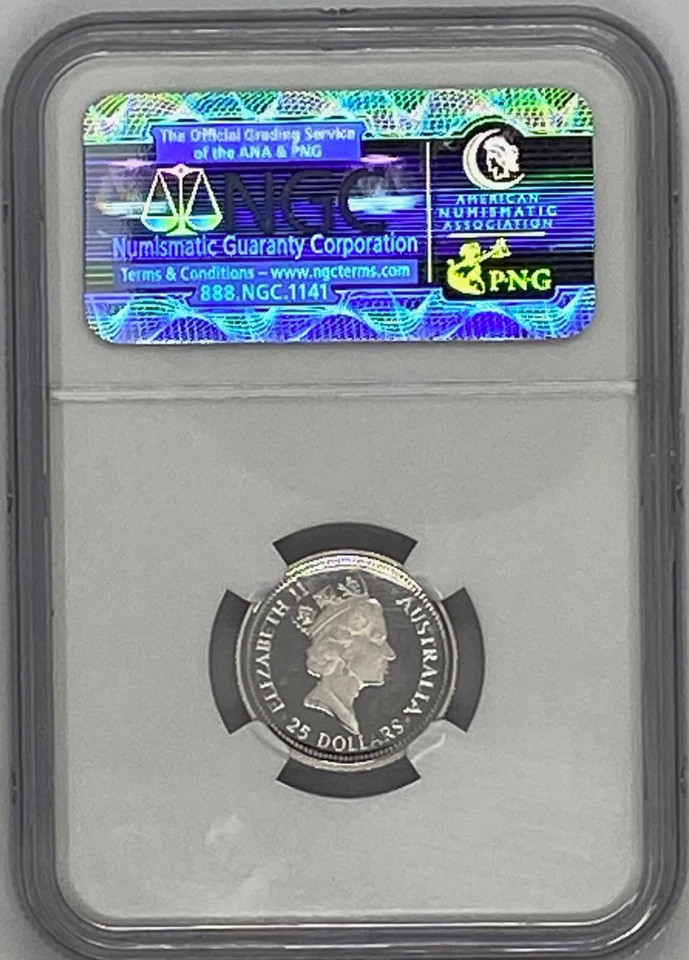 The Official Grading Service
of the ANA & PNG
NGC
Numismatic Guaranty Corporation
Terms & Conditions – www.ngcterms.com
888.NGC.1141
AMERICAN
NUMISMATIC
ASSOCIATION
P·N·G
ELIZABETH II AUSTRALIA
· 25 DOLLARS ·